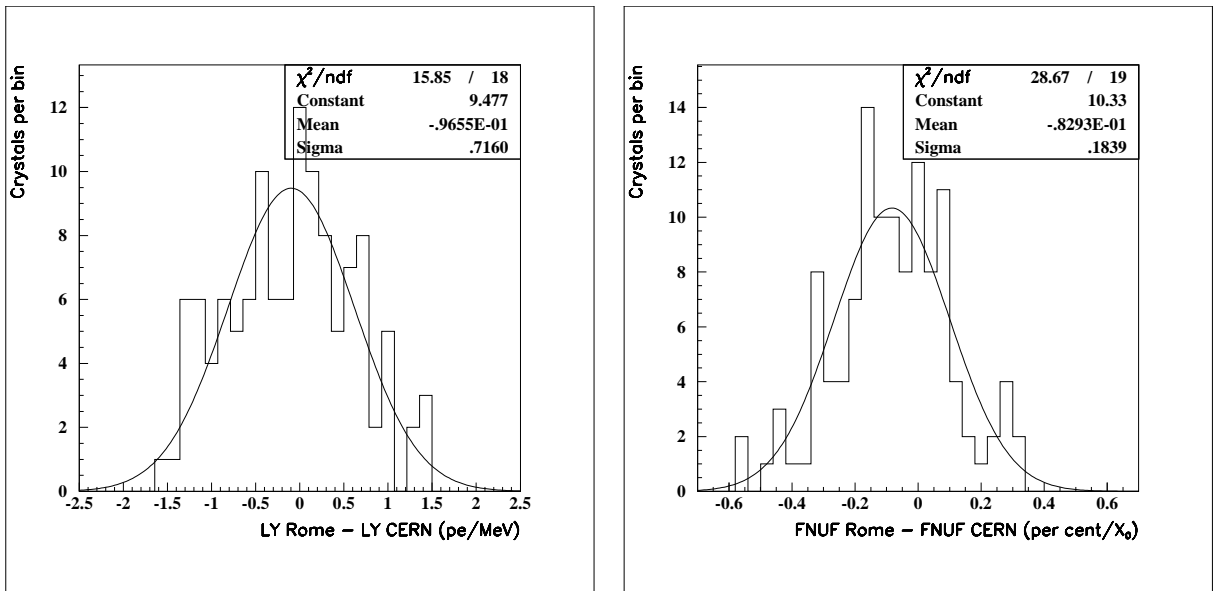 Crystals per bin
χ²/ndf 15.85 / 18
Constant 9.477
Mean -.9655E-01
Sigma .7160
12
10
8
6
4
2
0
-2.5 -2 -1.5 -1 -0.5 0 0.5 1 1.5 2 2.5
LY Rome – LY CERN (pe/MeV)
Crystals per bin
χ²/ndf 28.67 / 19
Constant 10.33
Mean -.8293E-01
Sigma .1839
14
12
10
8
6
4
2
0
-0.6 -0.4 -0.2 0 0.2 0.4 0.6
FNUF Rome – FNUF CERN (per cent/X₀)